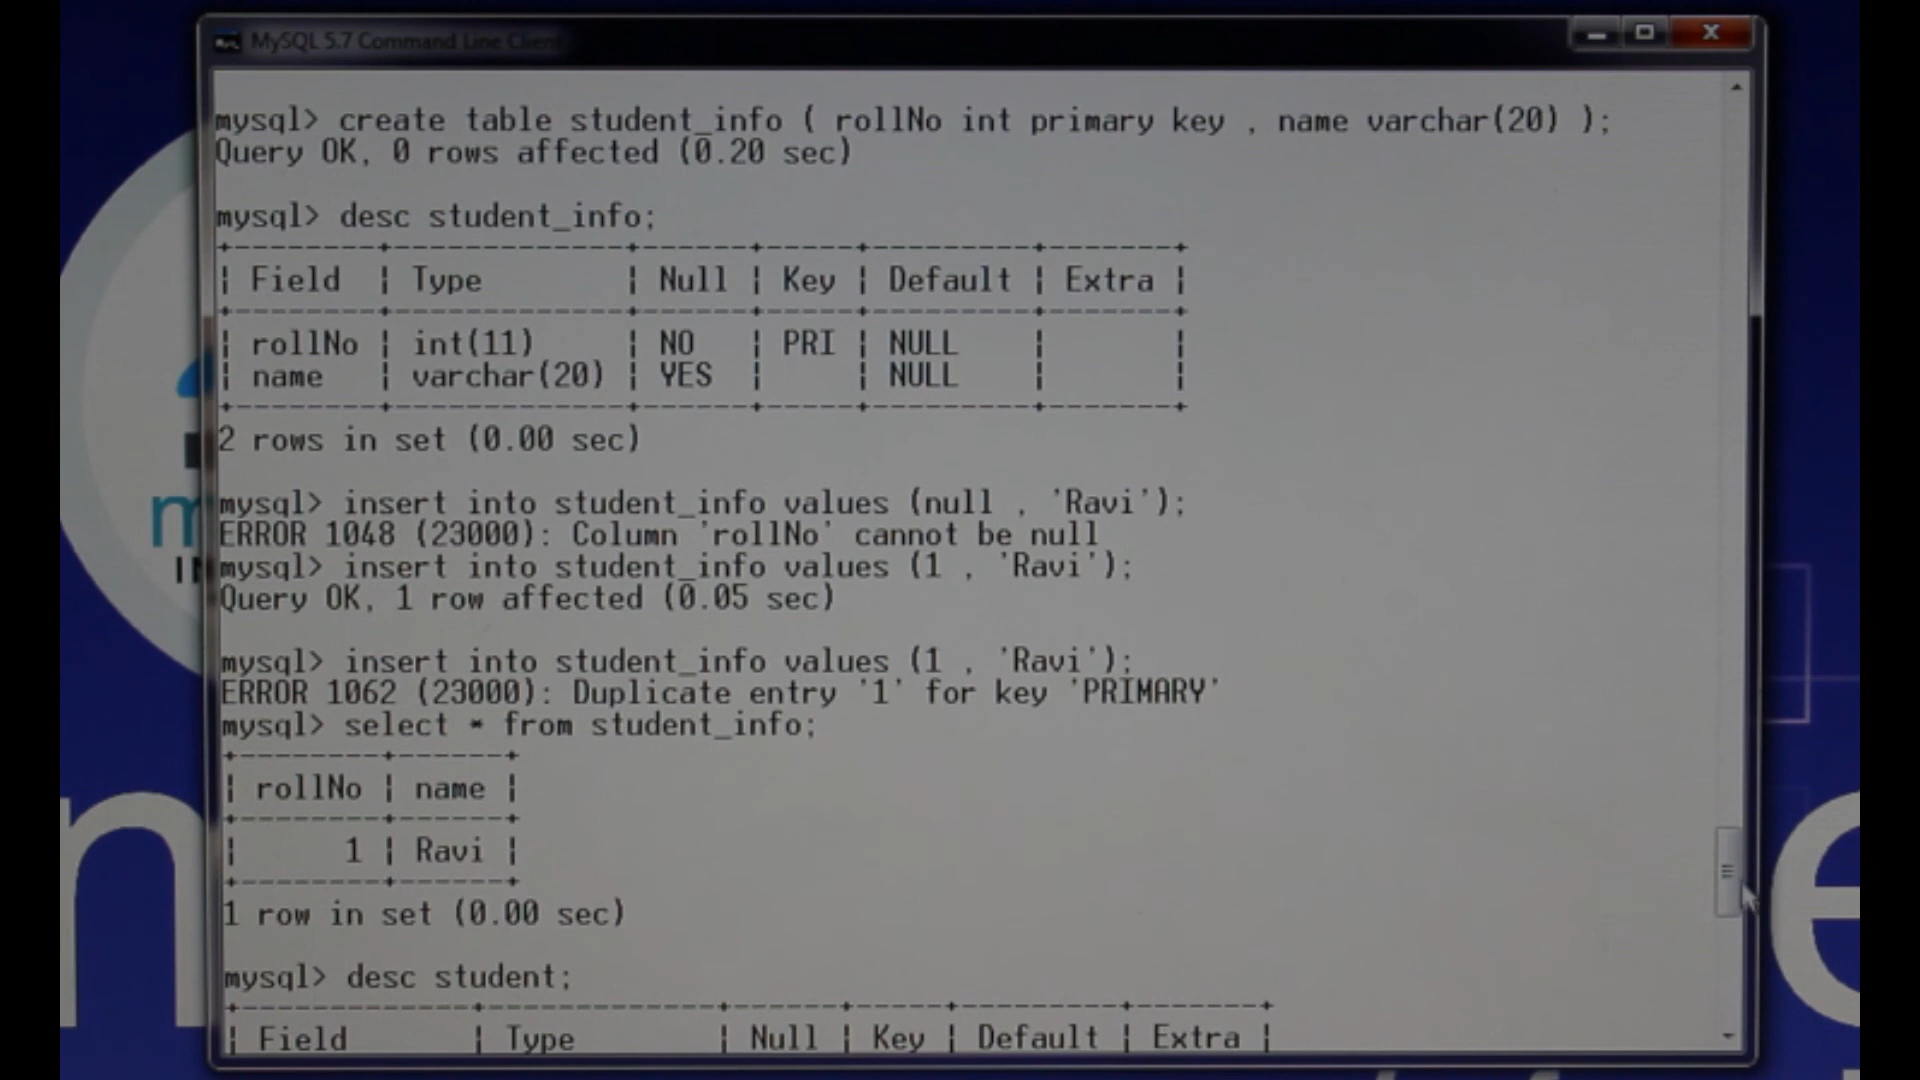 MySQL 5.7 Command Line Client
mysql> create table student_info ( rollNo int primary key , name varchar(20) );
Query OK, 0 rows affected (0.20 sec)
mysql> desc student_info;
+--------+-------------+------+-----+---------+-------+
| Field | Type | Null | Key | Default | Extra |
+--------+-------------+------+-----+---------+-------+
| rollNo | int(11) | NO | PRI | NULL | |
| name | varchar(20) | YES | | NULL | |
+--------+-------------+------+-----+---------+-------+
2 rows in set (0.00 sec)
mysql> insert into student_info values (null , 'Ravi');
ERROR 1048 (23000): Column 'rollNo' cannot be null
mysql> insert into student_info values (1 , 'Ravi');
Query OK, 1 row affected (0.05 sec)
mysql> insert into student_info values (1 , 'Ravi');
ERROR 1062 (23000): Duplicate entry '1' for key 'PRIMARY'
mysql> select * from student_info;
+--------+------+
| rollNo | name |
+--------+------+
| 1 | Ravi |
+--------+------+
1 row in set (0.00 sec)
mysql> desc student;
+---------------+--------------+------+-----+---------+-------+
| Field | Type | Null | Key | Default | Extra |